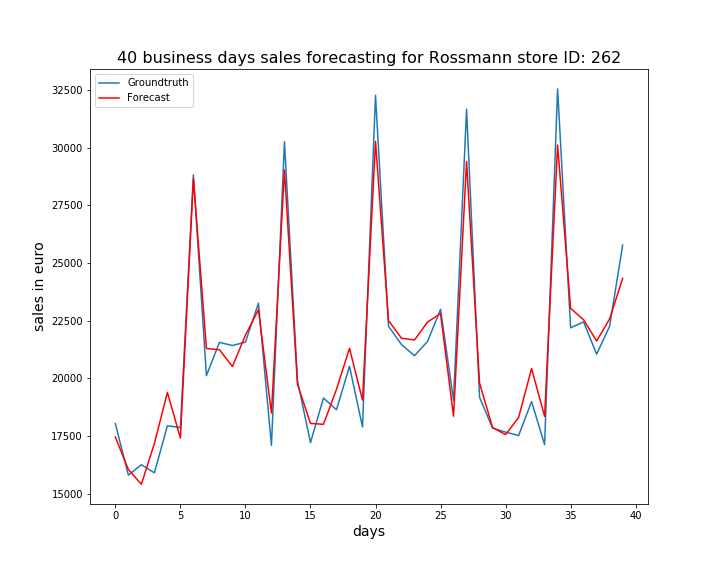 40 business days sales forecasting for Rossmann store ID: 262
Groundtruth
Forecast
32500
30000
27500
25000
22500
20000
17500
15000
sales in euro
0 5 10 15 20 25 30 35 40
days